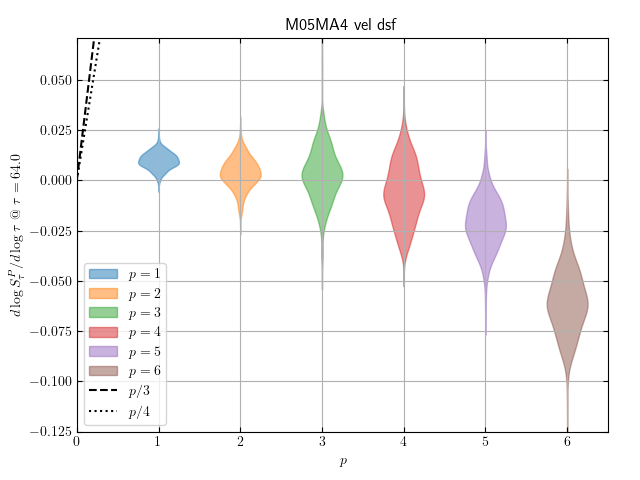 M05MA4 vel dsf
d log S_τ^P / d log τ @ τ = 64.0
0.050
0.025
0.000
−0.025
−0.050
−0.075
−0.100
−0.125
p = 1
p = 2
p = 3
p = 4
p = 5
p = 6
p/3
p/4
0 1 2 3 4 5 6
p